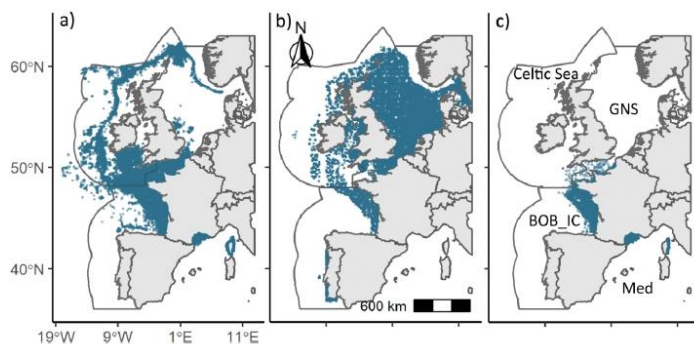 a)
b)
c)
N
60°N
50°N
40°N
Celtic Sea
GNS
BOB_IC
Med
600 km
19°W
9°W
1°E
11°E